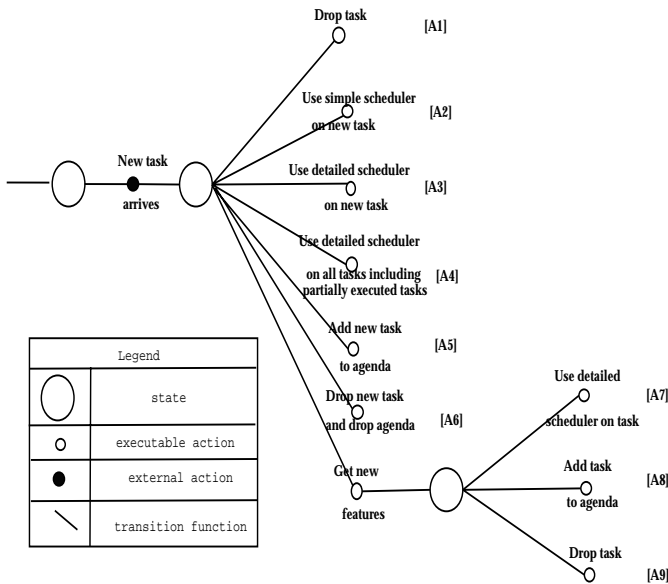 Drop task
[A1]
Use simple scheduler
on new task
[A2]
New task
arrives
Use detailed scheduler
on new task
[A3]
Use detailed scheduler
on all tasks including
partially executed tasks
[A4]
Add new task
to agenda
[A5]
Drop new task
and drop agenda
[A6]
Get new
features
Use detailed
scheduler on task
[A7]
Add task
to agenda
[A8]
Drop task
[A9]
Legend
state
executable action
external action
transition function